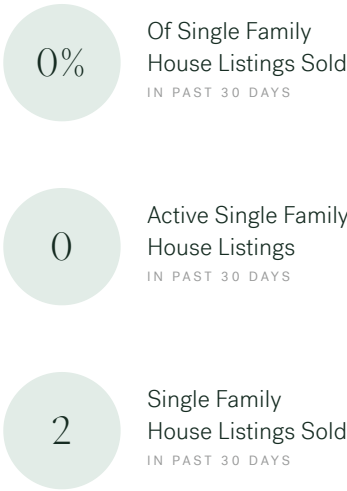 0%
Of Single Family
House Listings Sold
IN PAST 30 DAYS
0
Active Single Family
House Listings
IN PAST 30 DAYS
2
Single Family
House Listings Sold
IN PAST 30 DAYS